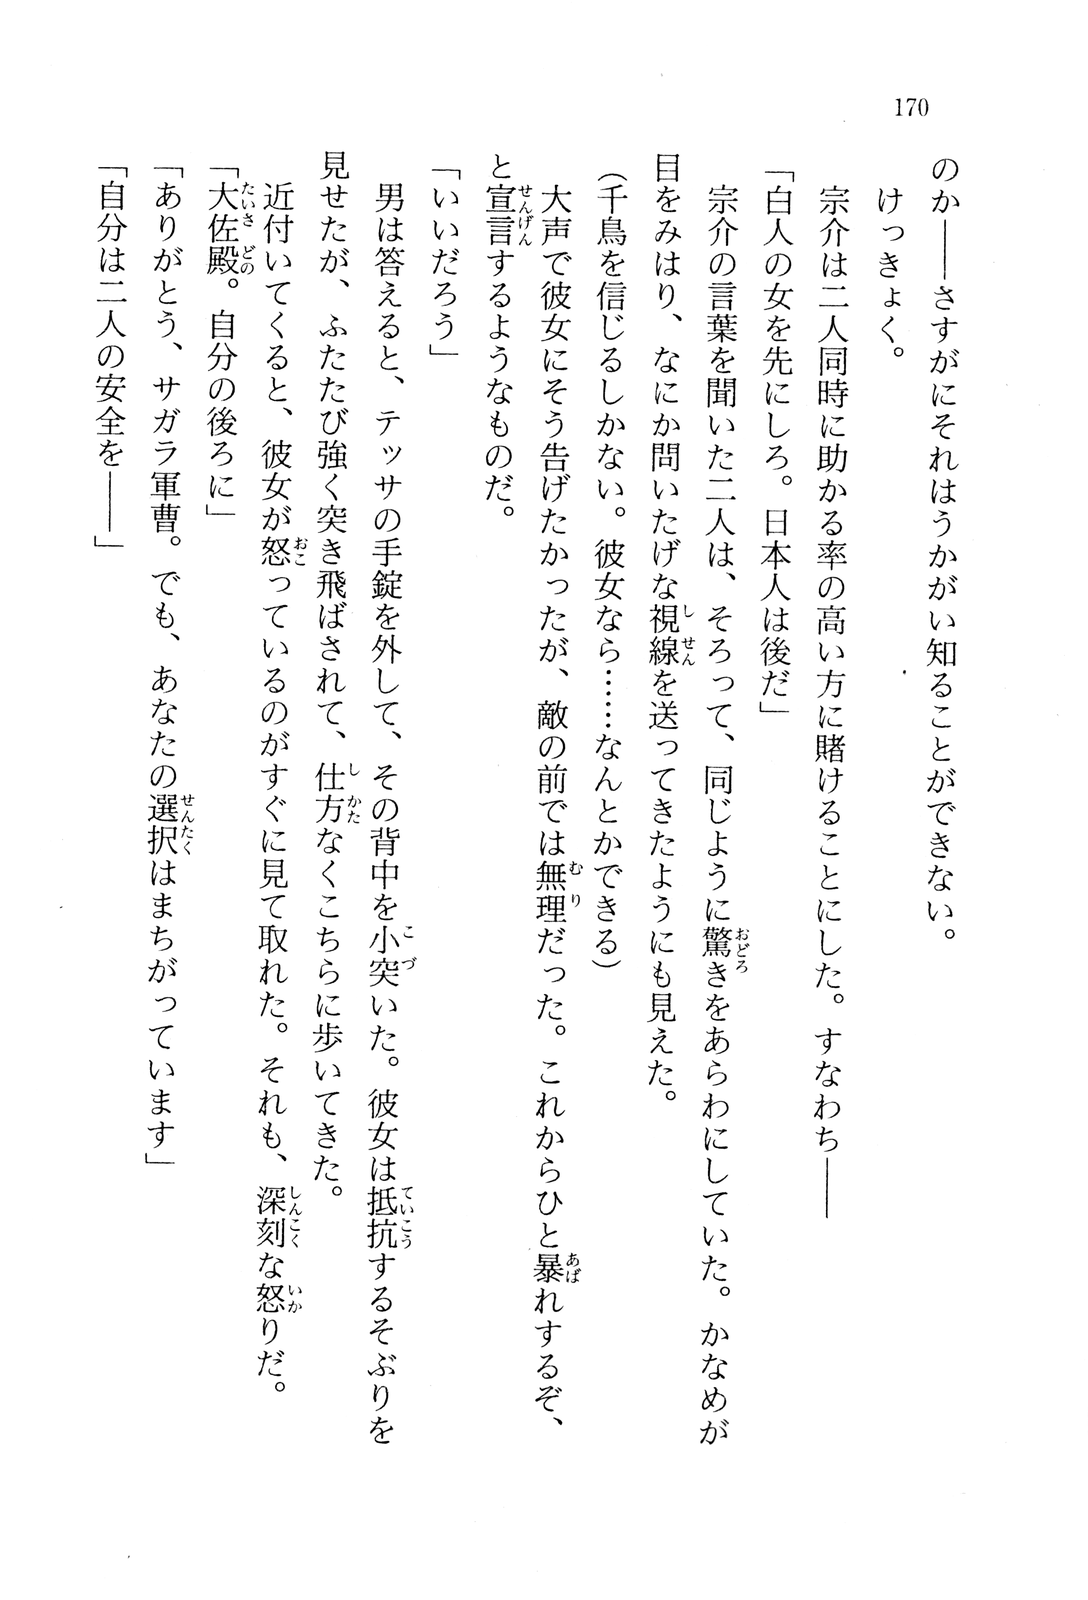 170
のか――さすがにそれはうかがい知ることができない。
けっきょく。
宗介は二人同時に助かる率の高い方に賭けることにした。すなわち――
「白人の女を先にしろ。日本人は後だ」
宗介の言葉を聞いた二人は、そろって、同じように驚きをあらわにしていた。かなめが
目をみはり、なにか問いたげな視線を送ってきたようにも見えた。
(千鳥を信じるしかない。彼女なら……なんとかできる)
大声で彼女にそう告げたかったが、敵の前では無理だった。これからひと暴れするぞ、
と宣言するようなものだ。
「いいだろう」
男は答えると、テッサの手錠を外して、その背中を小突いた。彼女は抵抗するそぶりを
見せたが、ふたたび強く突き飛ばされて、仕方なくこちらに歩いてきた。
近付いてくると、彼女が怒っているのがすぐに見て取れた。それも、深刻な怒りだ。
「大佐殿。自分の後ろに」
「ありがとう、サガラ軍曹。でも、あなたの選択はまちがっています」
「自分は二人の安全を――」